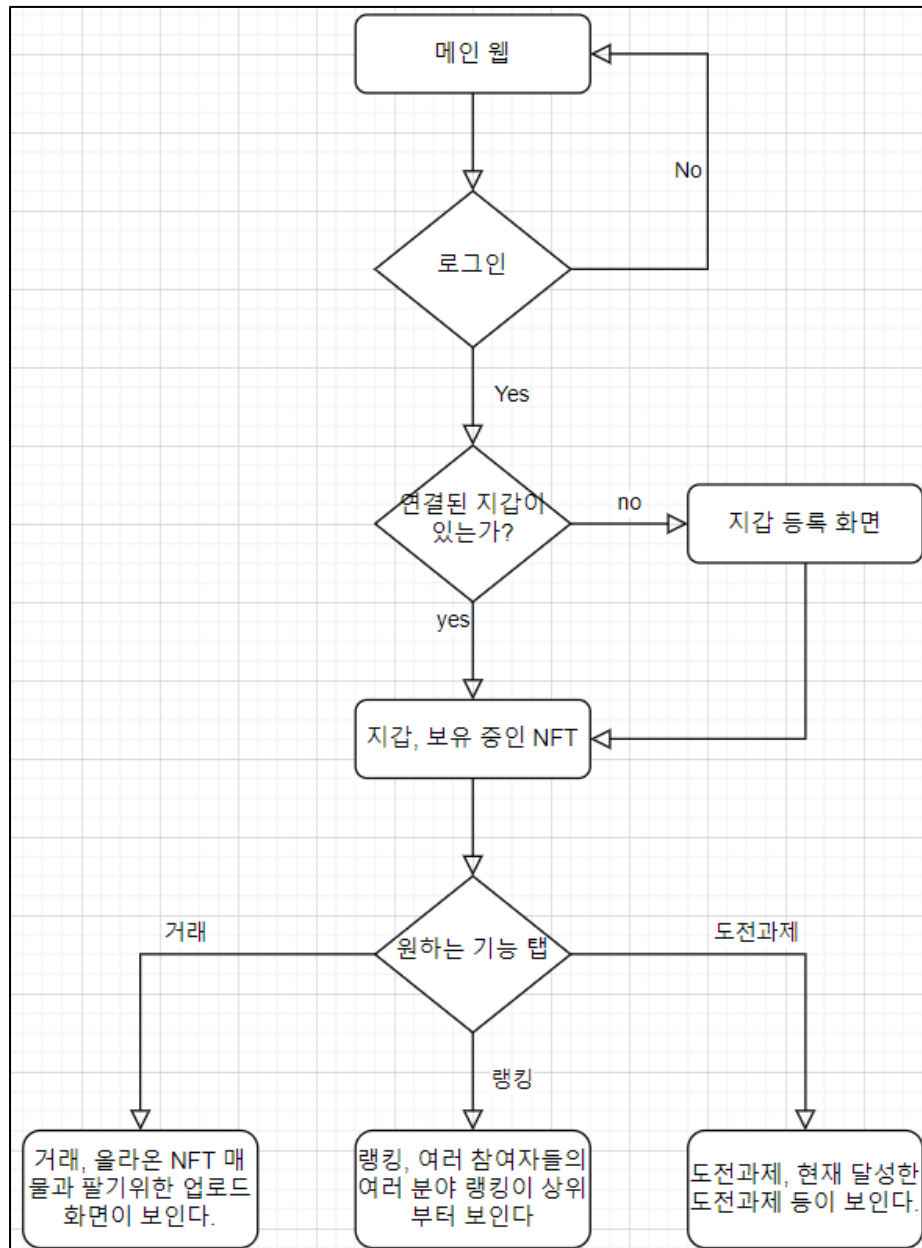 메인 웹
No
로그인
Yes
연결된 지갑이
있는가?
no
지갑 등록 화면
yes
지갑, 보유 중인 NFT
원하는 기능 탭
거래
도전과제
랭킹
거래, 올라온 NFT 매
물과 팔기위한 업로드
화면이 보인다.
랭킹, 여러 참여자들의
여러 분야 랭킹이 상위
부터 보인다
도전과제, 현재 달성한
도전과제 등이 보인다.